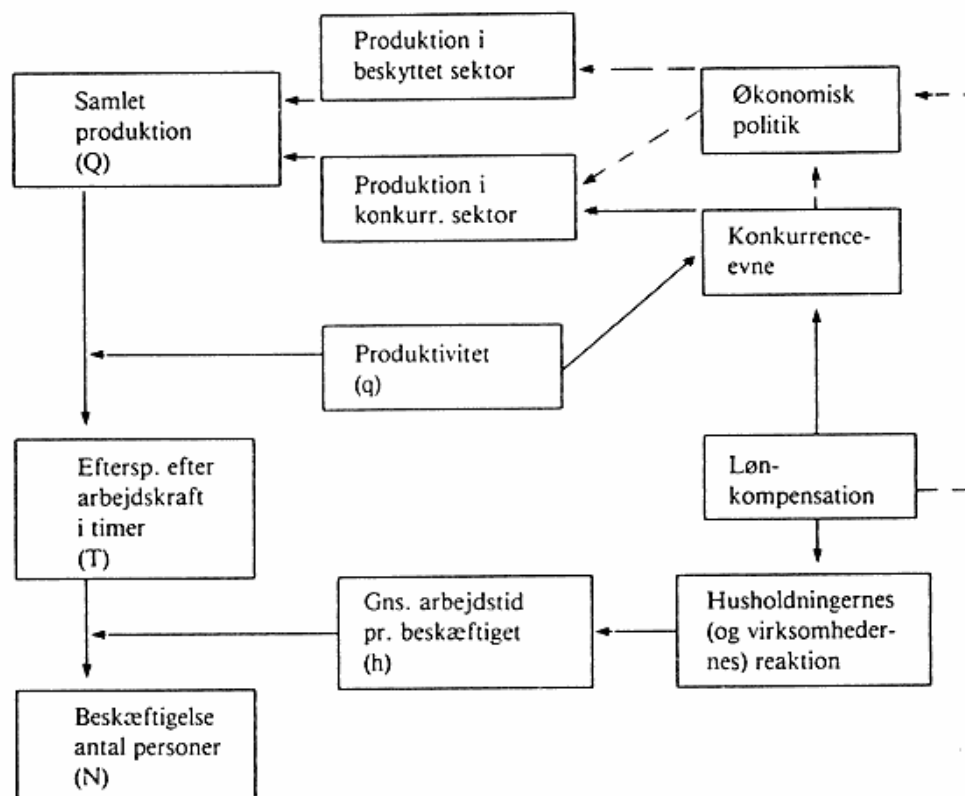 Produktion i
beskyttet sektor
Samlet
produktion
(Q)
Økonomisk
politik
Produktion i
konkurr. sektor
Konkurrence-
evne
Produktivitet
(q)
Eftersp. efter
arbejdskraft
i timer
(T)
Løn-
kompensation
Gns. arbejdstid
pr. beskæftiget
(h)
Husholdningernes
(og virksomheder-
nes) reaktion
Beskæftigelse
antal personer
(N)